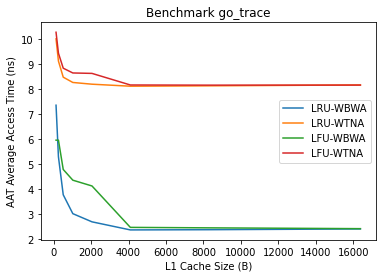 Benchmark go_trace
AAT Average Access Time (ns)
10
9
8
7
6
5
4
3
2
LRU-WBWA
LRU-WTNA
LFU-WBWA
LFU-WTNA
0 2000 4000 6000 8000 10000 12000 14000 16000
L1 Cache Size (B)